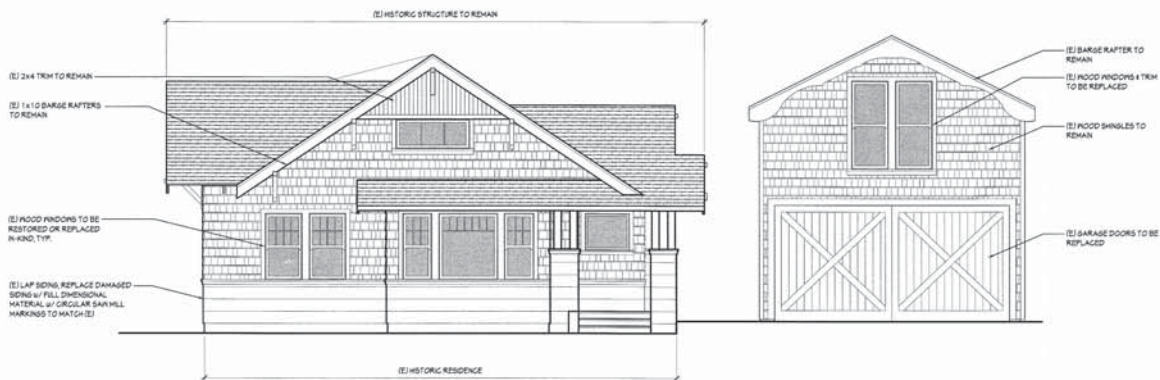 (E) HISTORIC STRUCTURE TO REMAIN
(E) 2x4 TRIM TO REMAIN
(E) 1x10 BARGE RAFTERS
TO REMAIN
(E) WOOD WINDOWS TO BE
RESTORED OR REPLACED
IN-KIND, TYP.
(E) LAP SIDING, REPLACE DAMAGED
SIDING w/ FULL DIMENSIONAL
MATERIAL w/ CIRCULAR SAW MILL
MARKINGS TO MATCH (E)
(E) HISTORIC RESIDENCE
(E) BARGE RAFTER TO
REMAIN
(E) WOOD WINDOWS & TRIM
TO BE REPLACED
(E) WOOD SHINGLES TO
REMAIN
(E) GARAGE DOORS TO BE
REPLACED